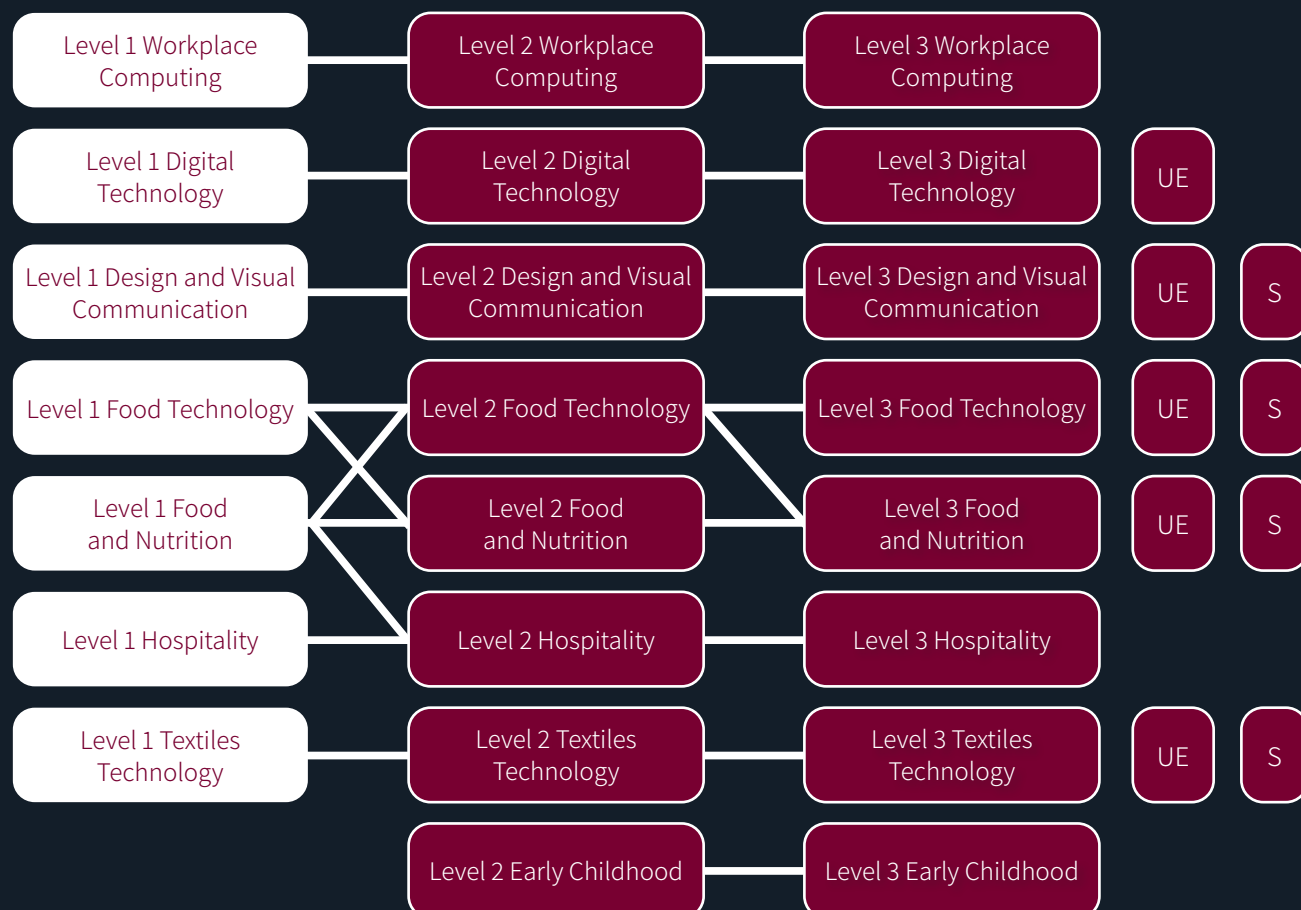 Level 1 Workplace
Computing
Level 2 Workplace
Computing
Level 3 Workplace
Computing
Level 1 Digital
Technology
Level 2 Digital
Technology
Level 3 Digital
Technology
UE
Level 1 Design and Visual
Communication
Level 2 Design and Visual
Communication
Level 3 Design and Visual
Communication
UE
S
Level 1 Food Technology
Level 2 Food Technology
Level 3 Food Technology
UE
S
Level 1 Food
and Nutrition
Level 2 Food
and Nutrition
Level 3 Food
and Nutrition
UE
S
Level 1 Hospitality
Level 2 Hospitality
Level 3 Hospitality
Level 1 Textiles
Technology
Level 2 Textiles
Technology
Level 3 Textiles
Technology
UE
S
Level 2 Early Childhood
Level 3 Early Childhood